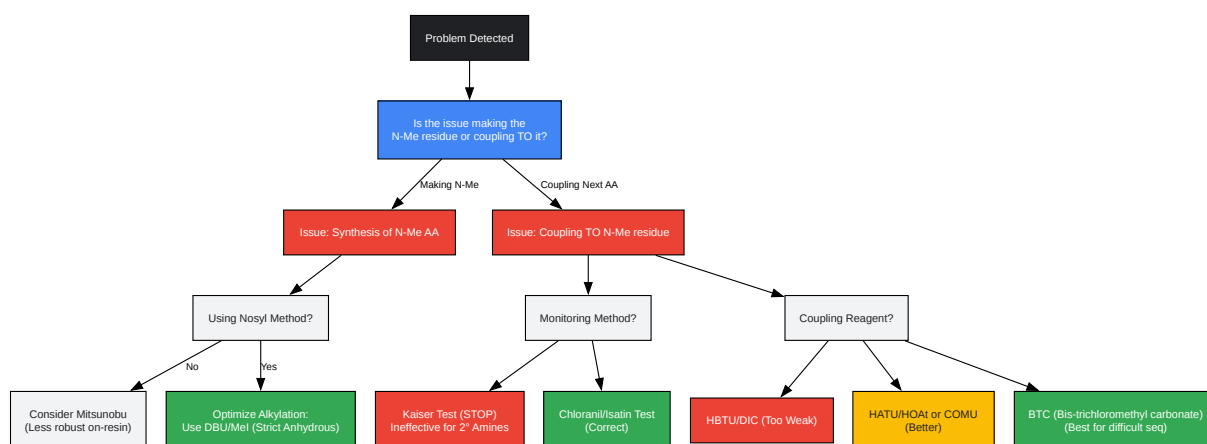 Problem Detected
Is the issue making the
N-Me residue or coupling TO it?
Making N-Me
Coupling Next AA
Issue: Synthesis of N-Me AA
Issue: Coupling TO N-Me residue
Using Nosyl Method?
Monitoring Method?
Coupling Reagent?
No
Yes
Consider Mitsunobu
(Less robust on-resin)
Optimize Alkylation:
Use DBU/MeI (Strict Anhydrous)
Kaiser Test (STOP)
Ineffective for 2° Amines
Chloranil/Isatin Test
(Correct)
HBTU/DIC (Too Weak)
HATU/HOAt or COMU
(Better)
BTC (Bis-trichloromethyl carbonate)
(Best for difficult seq)